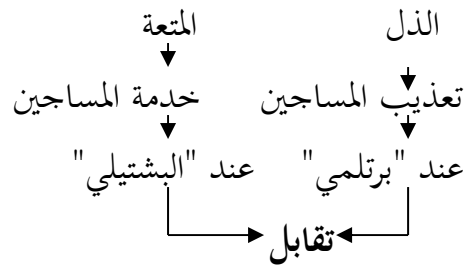 الذل المتعة
تعذيب المساجين خدمة المساجين
عند "برتلمي" عند "البشتيلي"
تقابل